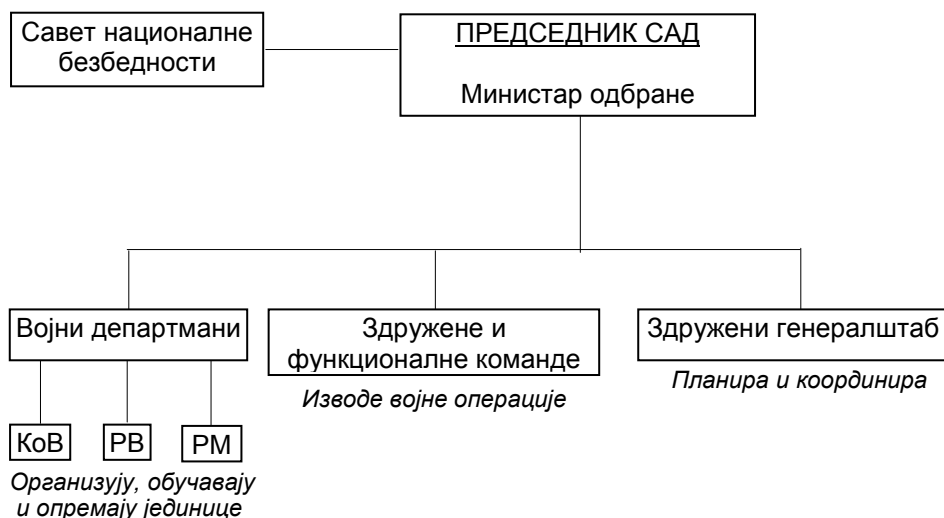 Савет националне
безбедности
ПРЕДСЕДНИК САД
Министар одбране
Војни департмани
Здружене и
функционалне команде
Здружени генералштаб
Изводе војне операције
Планира и координира
КоВ
РВ
РМ
Организују, обучавају
и опремају јединице